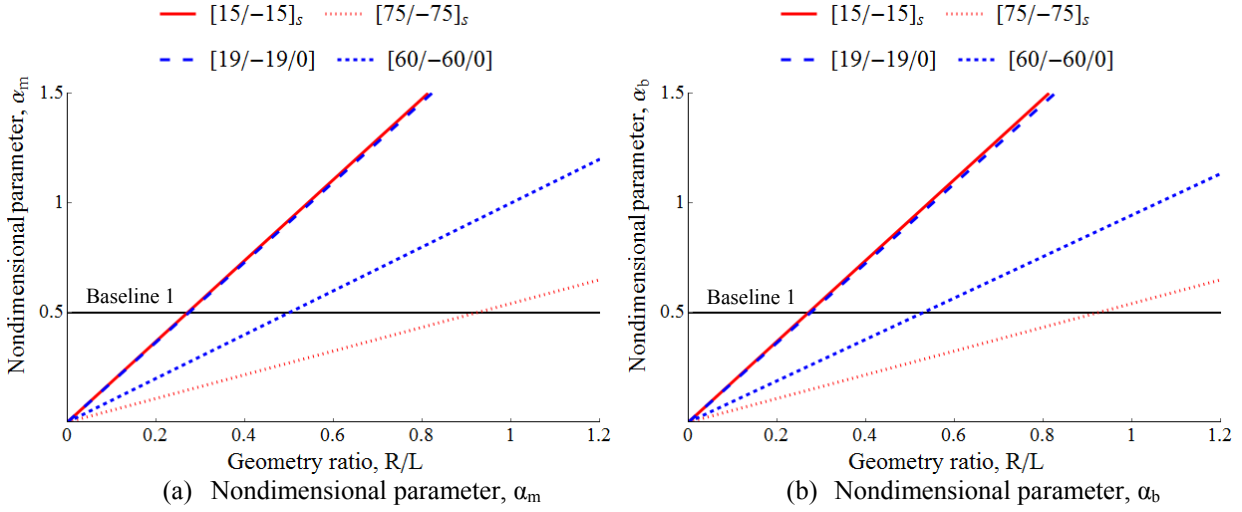 [15/−15]s [75/−75]s
[19/−19/0] [60/−60/0]
Nondimensional parameter, αm
1.5
1
0.5
Baseline 1
0 0.2 0.4 0.6 0.8 1 1.2
Geometry ratio, R/L
(a) Nondimensional parameter, αm
[15/−15]s [75/−75]s
[19/−19/0] [60/−60/0]
Nondimensional parameter, αb
1.5
1
0.5
Baseline 1
0 0.2 0.4 0.6 0.8 1 1.2
Geometry ratio, R/L
(b) Nondimensional parameter, αb